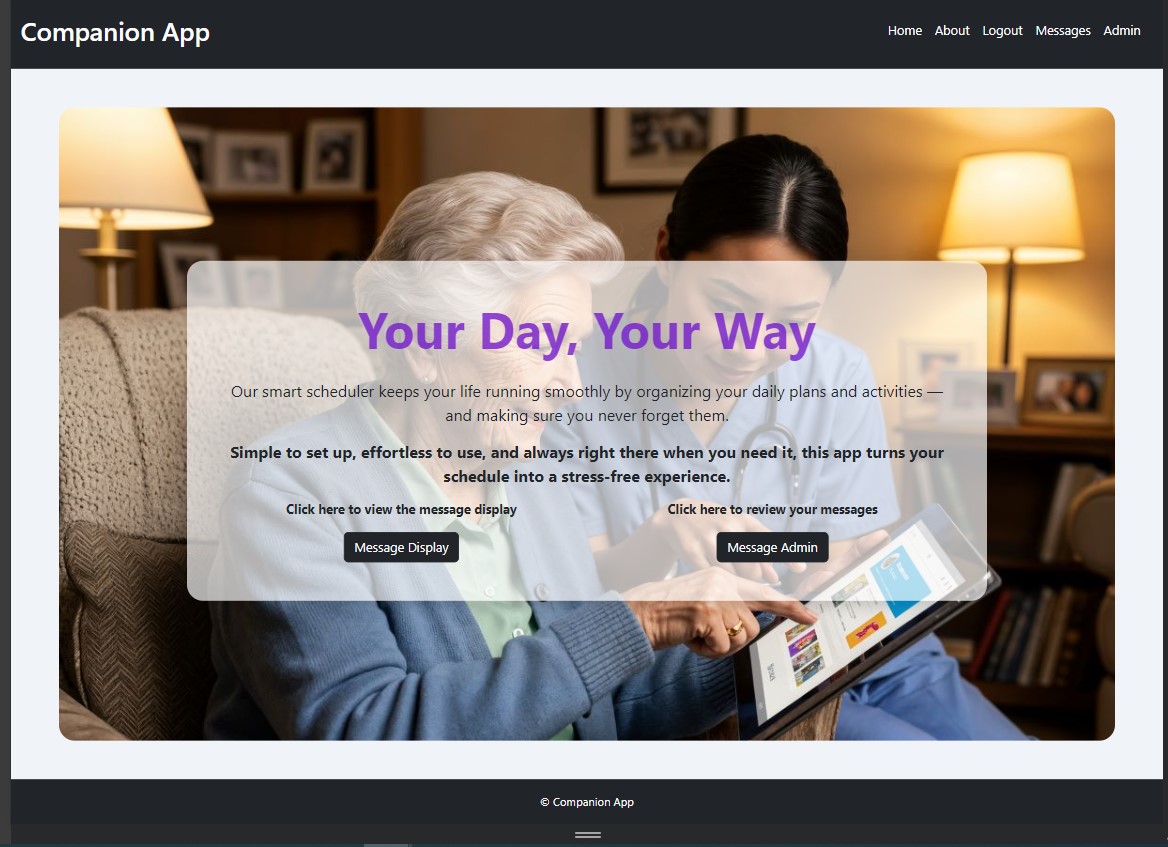 Companion App
Home About Logout Messages Admin
Your Day, Your Way
Our smart scheduler keeps your life running smoothly by organizing your daily plans and activities —
and making sure you never forget them.
Simple to set up, effortless to use, and always right there when you need it, this app turns your
schedule into a stress-free experience.
Click here to view the message display
Click here to review your messages
Message Display
Message Admin
© Companion App